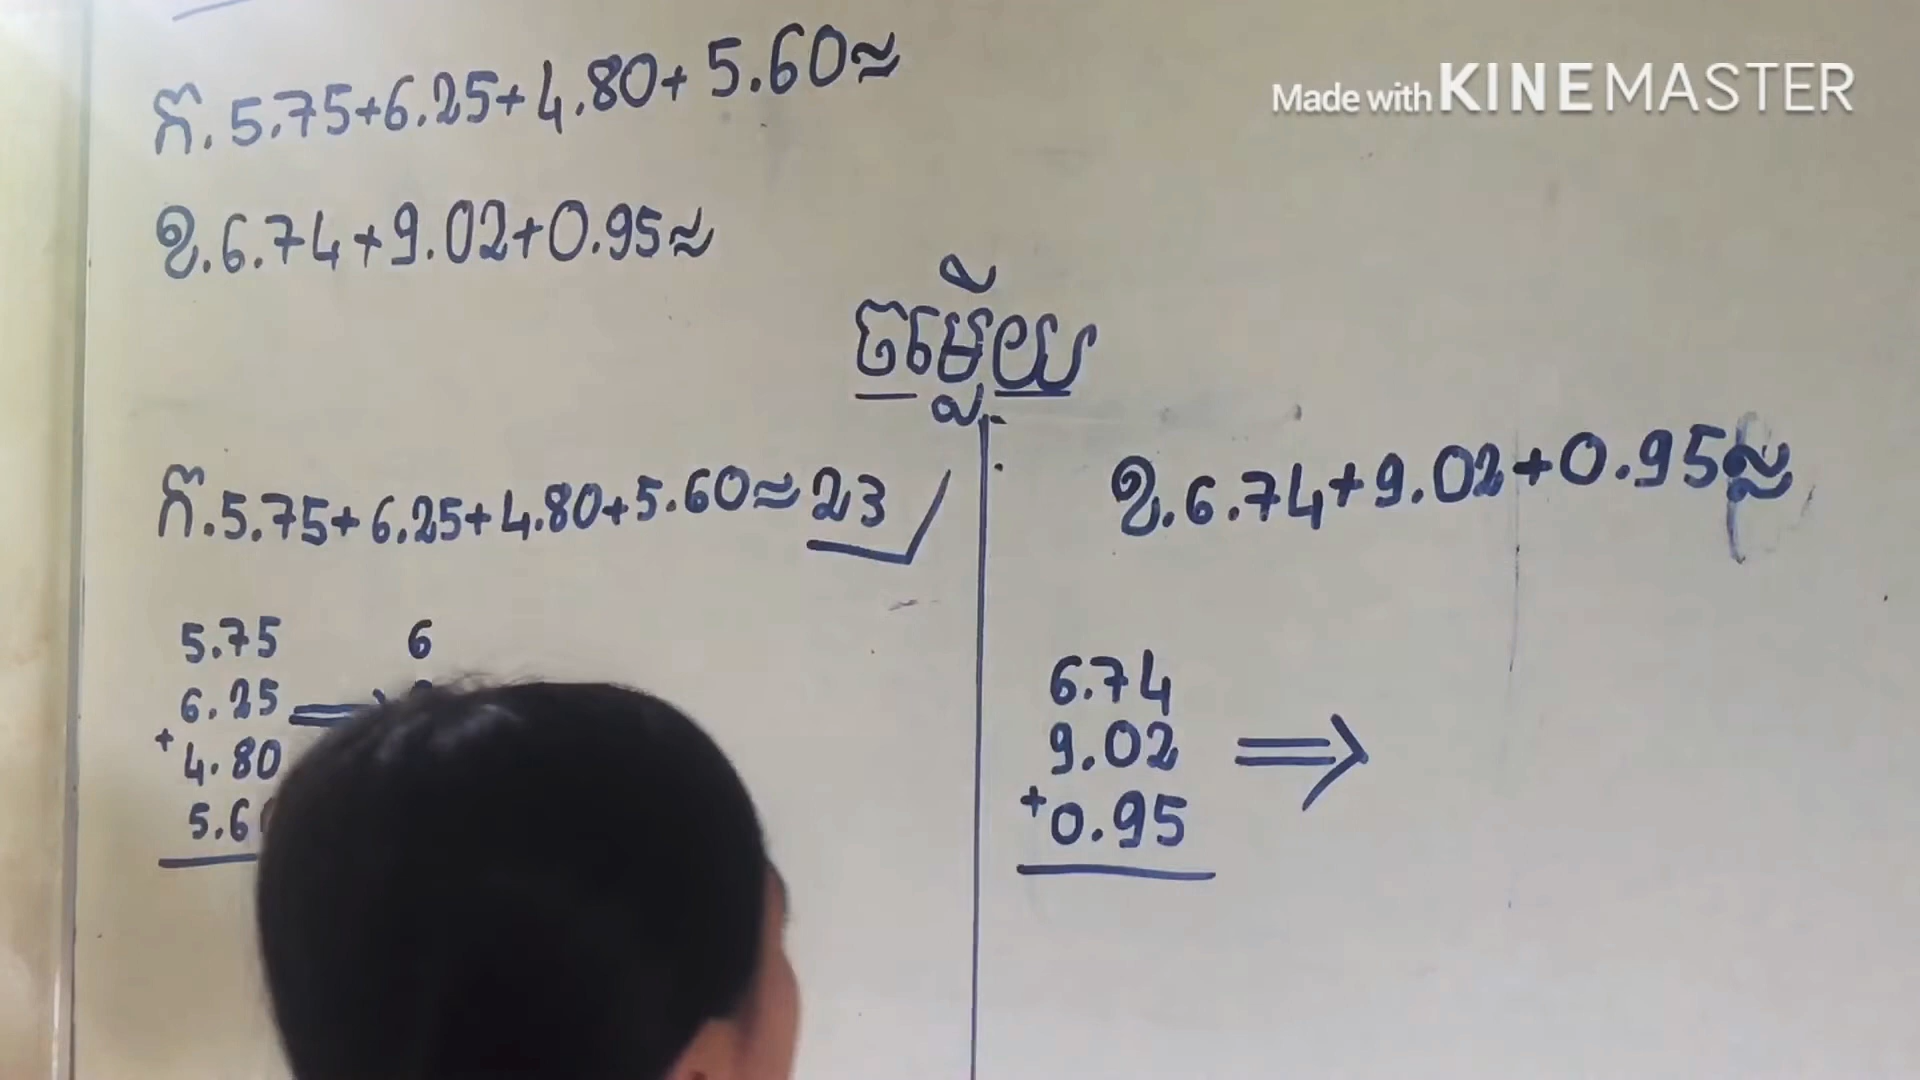 Made with KINEMASTER
ក. 5.75+6.25+4.80+5.60≈
ខ. 6.74+9.02+0.95≈
ចម្លើយ
ក. 5.75+6.25+4.80+5.60≈23
5.75 6
6.25 ⟹
+
4.80
5.6
ខ. 6.74+9.02+0.95≈
6.74
9.02 ⟹
+
0.95